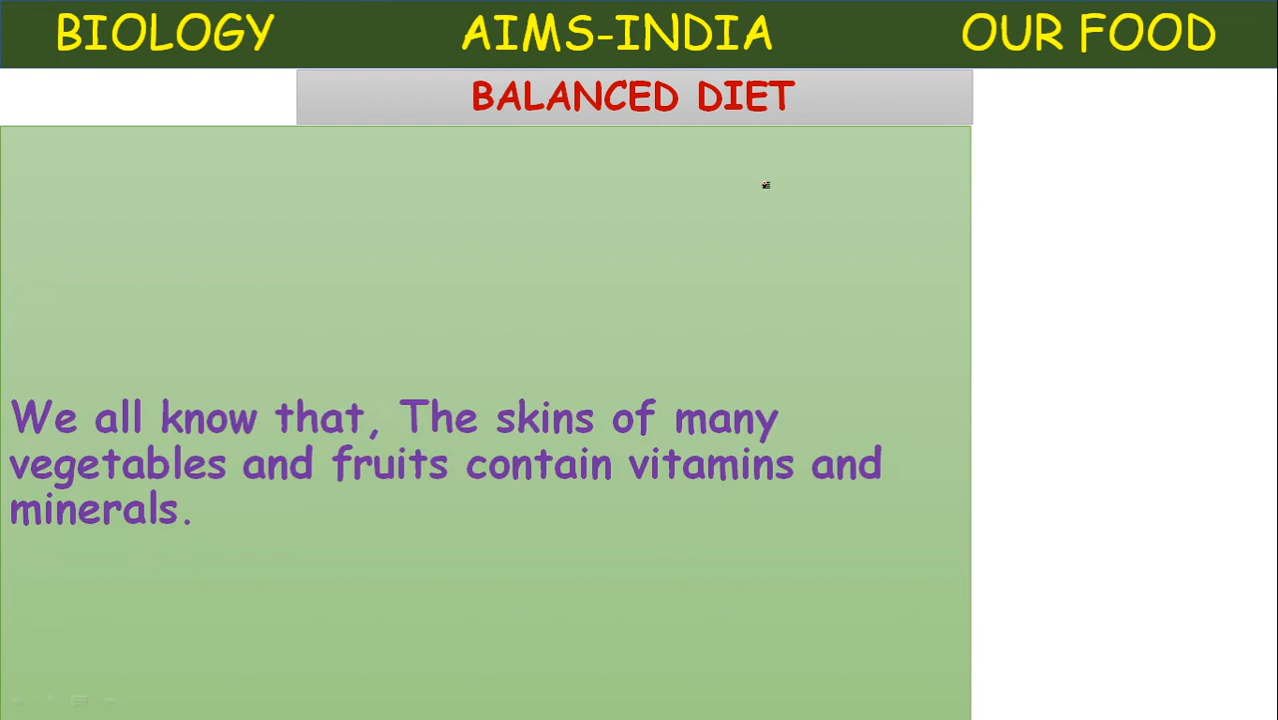 BIOLOGY AIMS-INDIA OUR FOOD
BALANCED DIET
We all know that, The skins of many
vegetables and fruits contain vitamins and
minerals.